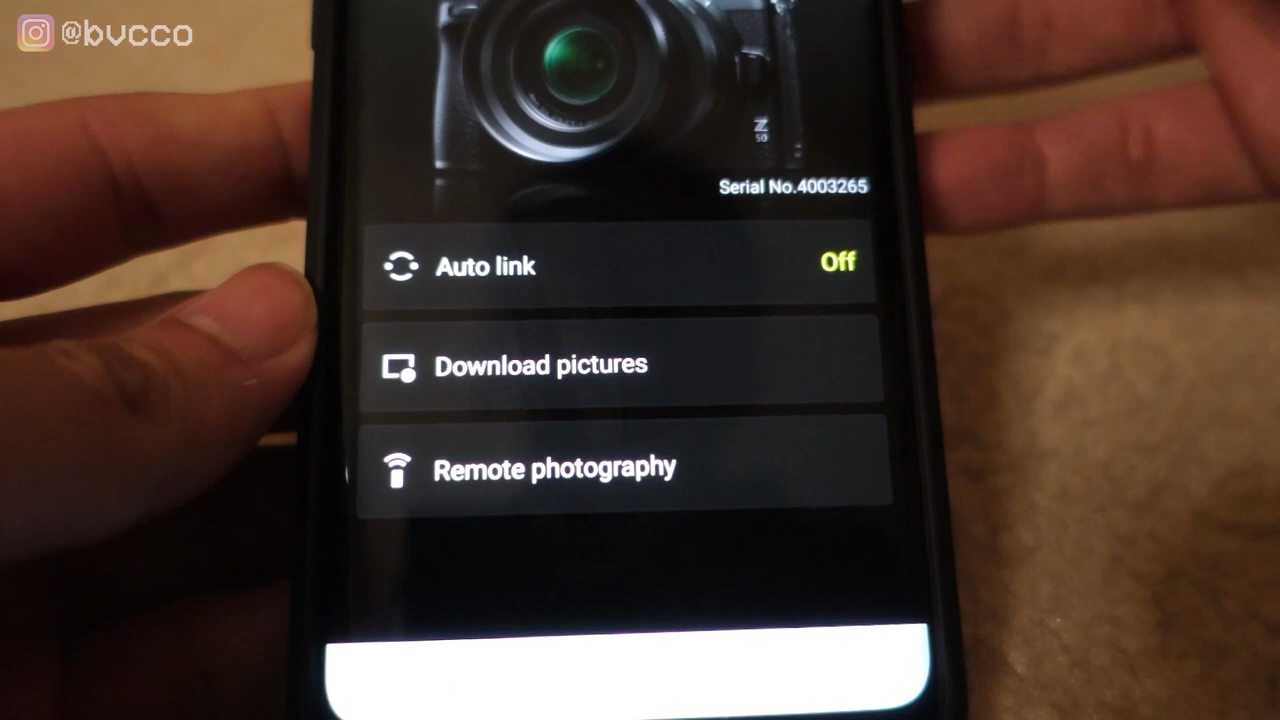 @bvcco
Z
50
Serial No.4003265
Auto link
Off
Download pictures
Remote photography